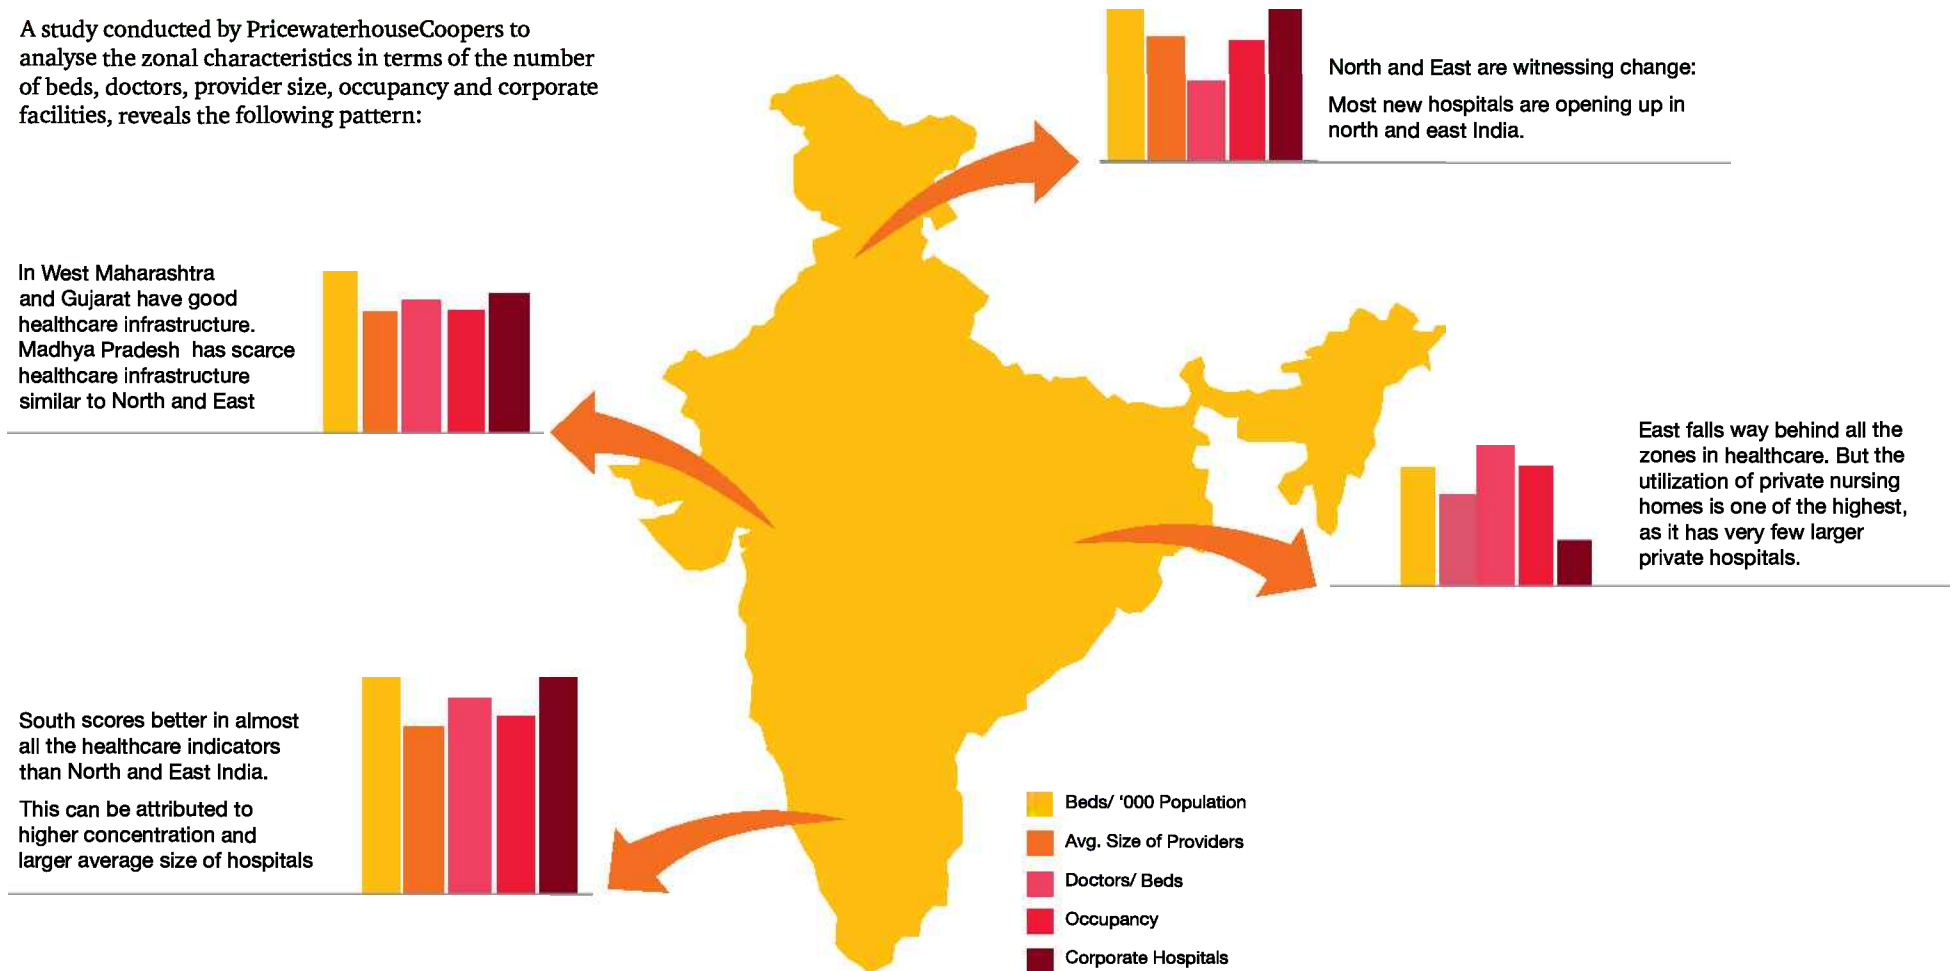 A study conducted by PricewaterhouseCoopers to
analyse the zonal characteristics in terms of the number
of beds, doctors, provider size, occupancy and corporate
facilities, reveals the following pattern:
North and East are witnessing change:
Most new hospitals are opening up in
north and east India.
In West Maharashtra
and Gujarat have good
healthcare infrastructure.
Madhya Pradesh has scarce
healthcare infrastructure
similar to North and East
East falls way behind all the
zones in healthcare. But the
utilization of private nursing
homes is one of the highest,
as it has very few larger
private hospitals.
South scores better in almost
all the healthcare indicators
than North and East India.
This can be attributed to
higher concentration and
larger average size of hospitals
Beds/ '000 Population
Avg. Size of Providers
Doctors/ Beds
Occupancy
Corporate Hospitals